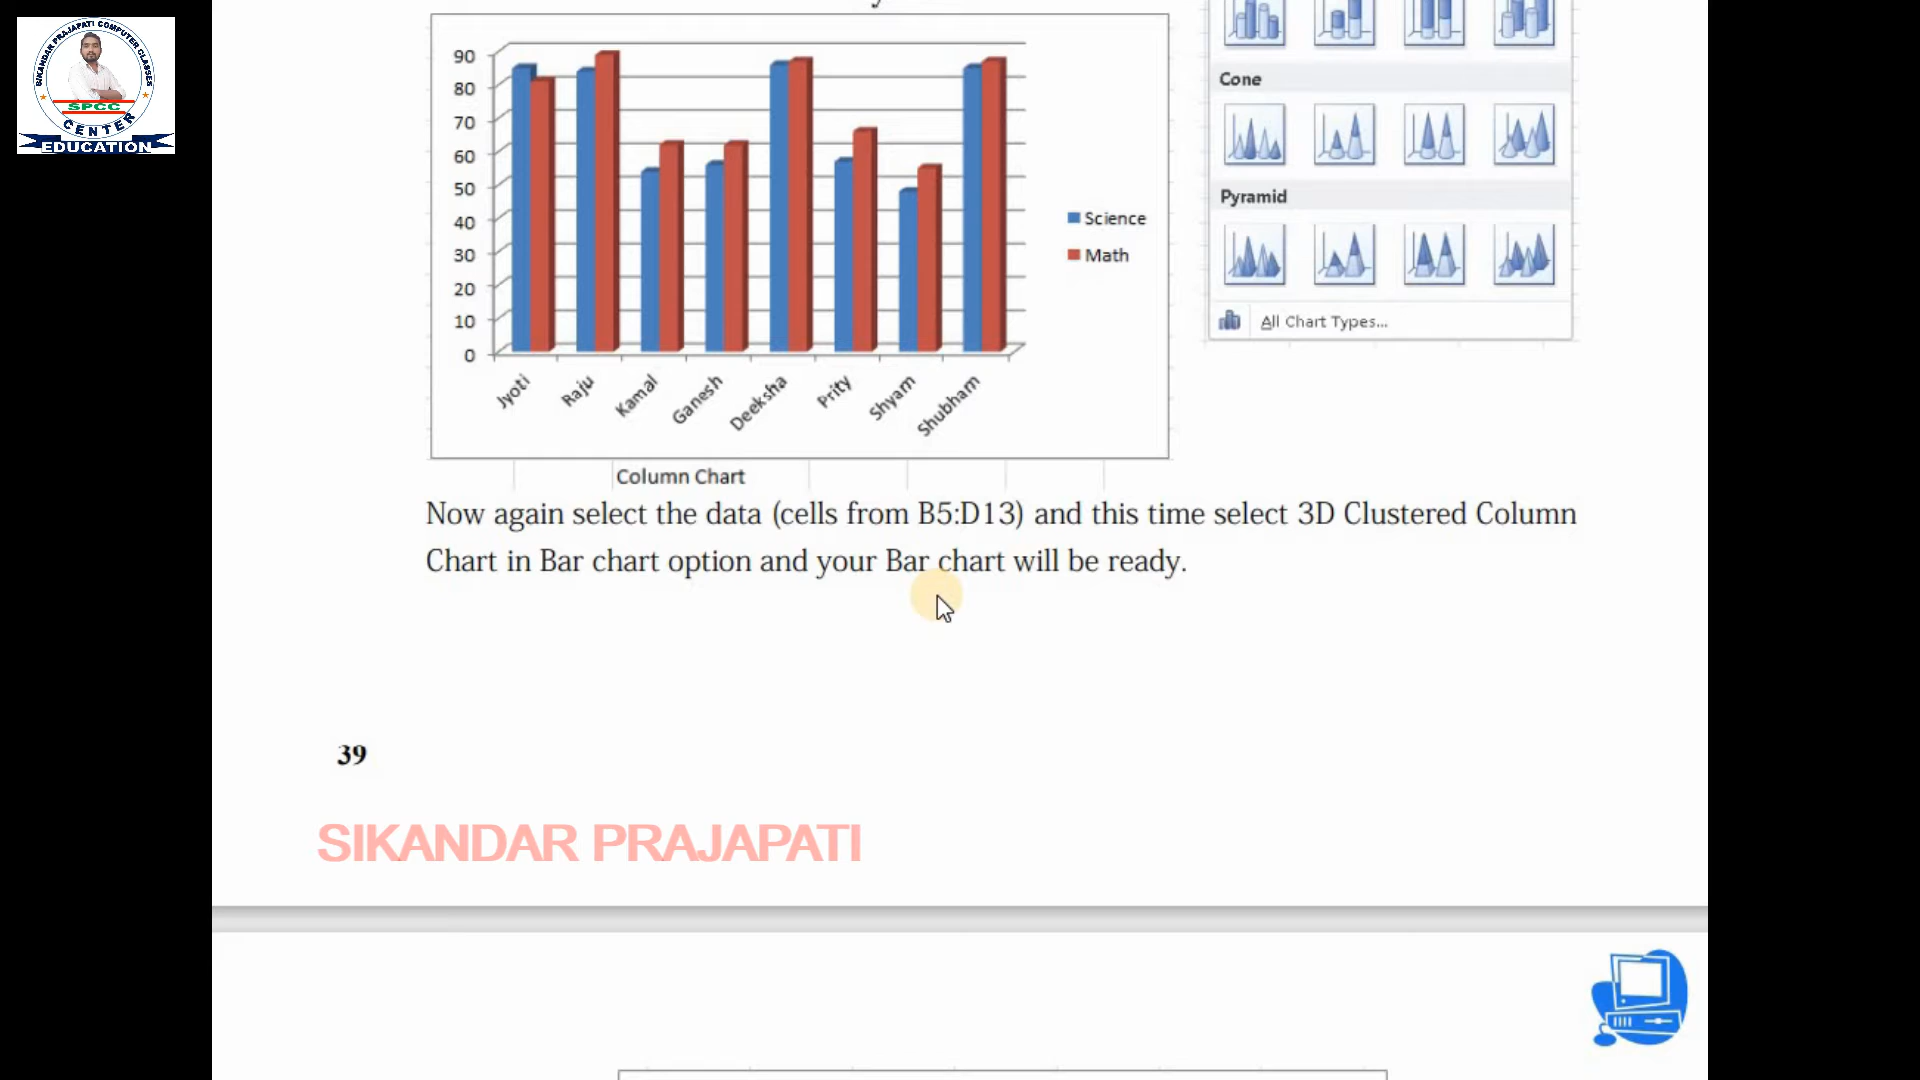 SIKANDAR PRAJAPATI COMPUTER CLASSES
SPCC
CENTER
EDUCATION
90
80
70
60
50
40
30
20
10
0
Jyoti
Raju
Kamal
Ganesh
Deeksha
Prity
Shyam
Shubham
Science
Math
Column Chart
Cone
Pyramid
All Chart Types...
Now again select the data (cells from B5:D13) and this time select 3D Clustered Column
Chart in Bar chart option and your Bar chart will be ready.
39
SIKANDAR PRAJAPATI